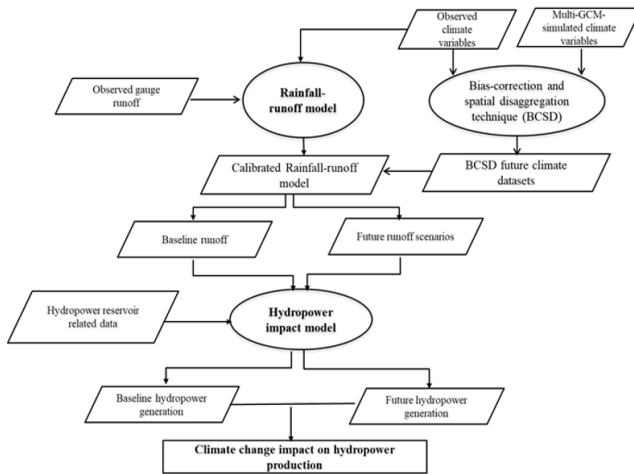 Observed
climate
variables
Multi-GCM-
simulated climate
variables
Observed gauge
runoff
Rainfall-
runoff model
Bias-correction and
spatial disaggregation
technique (BCSD)
Calibrated Rainfall-runoff
model
BCSD future climate
datasets
Baseline runoff
Future runoff scenarios
Hydropower reservoir
related data
Hydropower
impact model
Baseline hydropower
generation
Future hydropower
generation
Climate change impact on hydropower
production